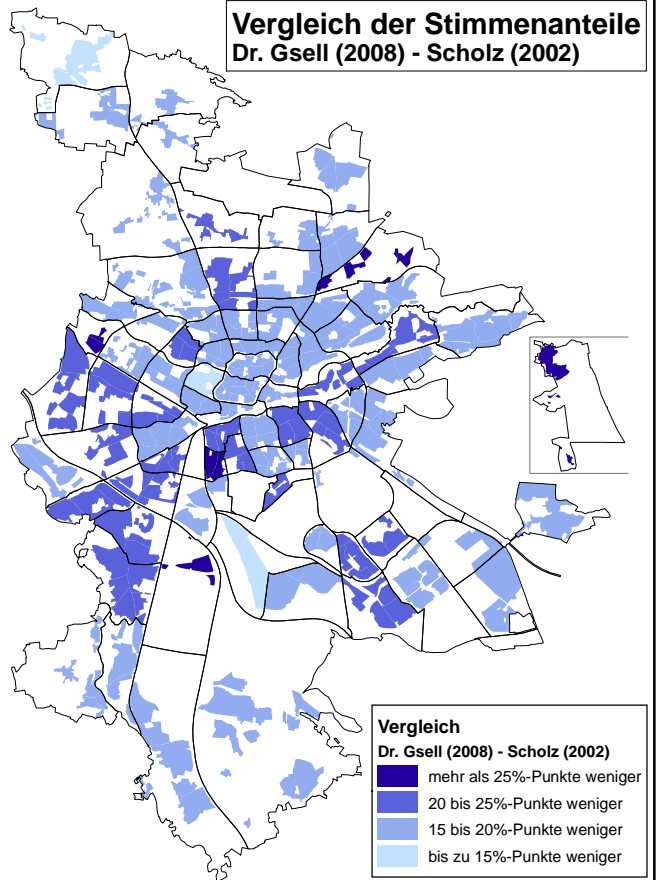 Vergleich der Stimmenanteile
Dr. Gsell (2008) - Scholz (2002)
Vergleich
Dr. Gsell (2008) - Scholz (2002)
mehr als 25%-Punkte weniger
20 bis 25%-Punkte weniger
15 bis 20%-Punkte weniger
bis zu 15%-Punkte weniger